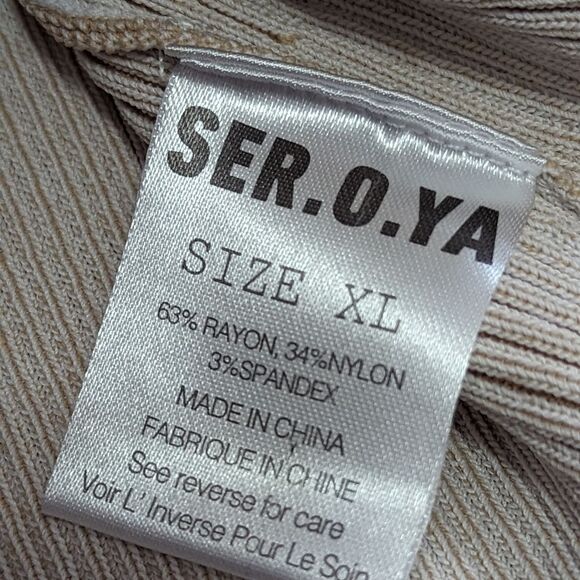 SER.O.YA
SIZE XL
63% RAYON, 34%NYLON
3%SPANDEX
MADE IN CHINA
FABRIQUE IN CHINE
See reverse for care
Voir L' Inverse Pour Le Soin